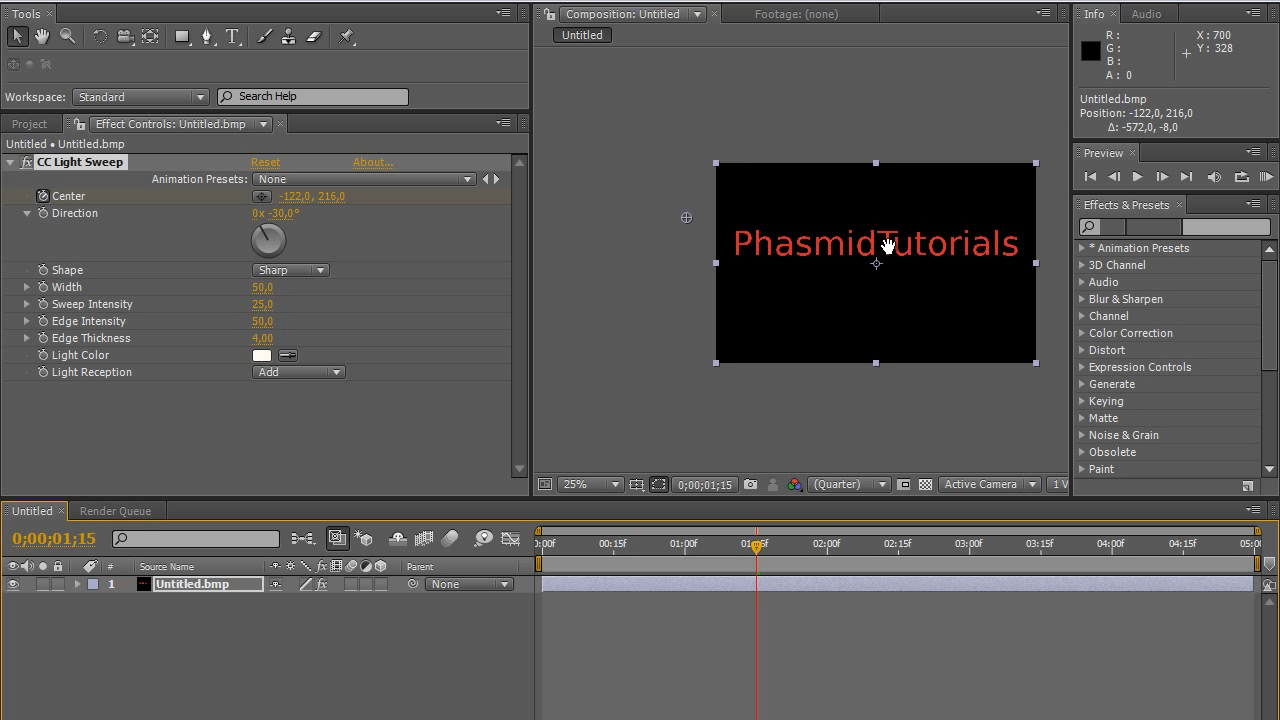 Tools
Workspace: Standard
Search Help
Project
Effect Controls: Untitled.bmp
Untitled • Untitled.bmp
fx CC Light Sweep Reset About...
Animation Presets: None
Center -122,0, 216,0
Direction 0x -30,0°
Shape Sharp
Width 50,0
Sweep Intensity 25,0
Edge Intensity 50,0
Edge Thickness 4,00
Light Color
Light Reception Add
Composition: Untitled
Footage: (none)
Untitled
PhasmidTutorials
25% 0;00;01;15 (Quarter) Active Camera 1 V
Info
Audio
R :
G :
B :
A : 0
X : 700
Y : 328
Untitled.bmp
Position: -122,0, 216,0
Δ: -572,0, -8,0
Preview
Effects & Presets
* Animation Presets
3D Channel
Audio
Blur & Sharpen
Channel
Color Correction
Distort
Expression Controls
Generate
Keying
Matte
Noise & Grain
Obsolete
Paint
Untitled
Render Queue
0;00;01;15
# Source Name fx Parent
1 Untitled.bmp fx None
0:00f 00:15f 01:00f 01:15f 02:00f 02:15f 03:00f 03:15f 04:00f 04:15f 05:00